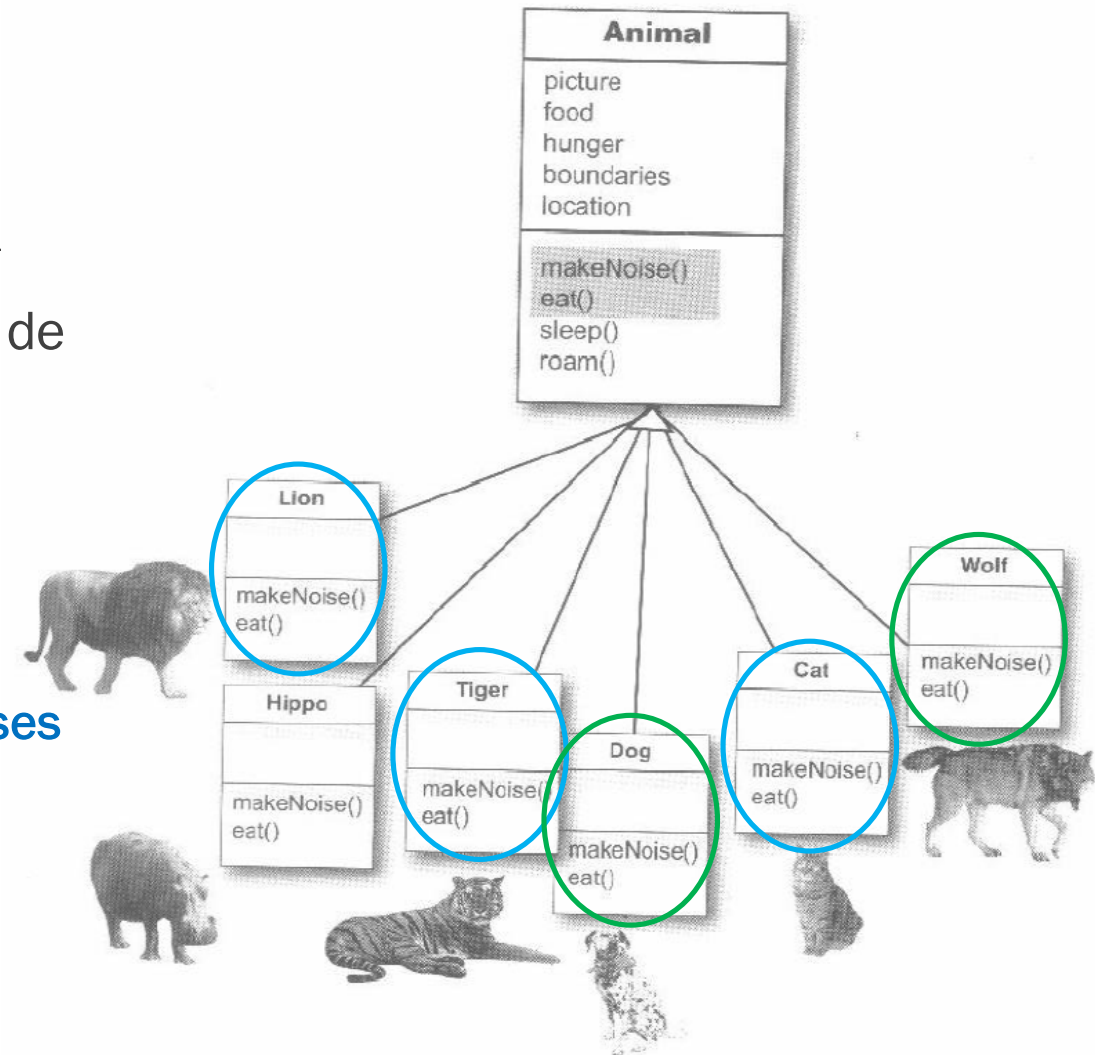 Animal
picture
food
hunger
boundaries
location
makeNoise()
eat()
sleep()
roam()
de
ses
Lion
makeNoise()
eat()
Hippo
makeNoise()
eat()
Tiger
makeNoise()
eat()
Dog
makeNoise()
eat()
Cat
makeNoise()
eat()
Wolf
makeNoise()
eat()